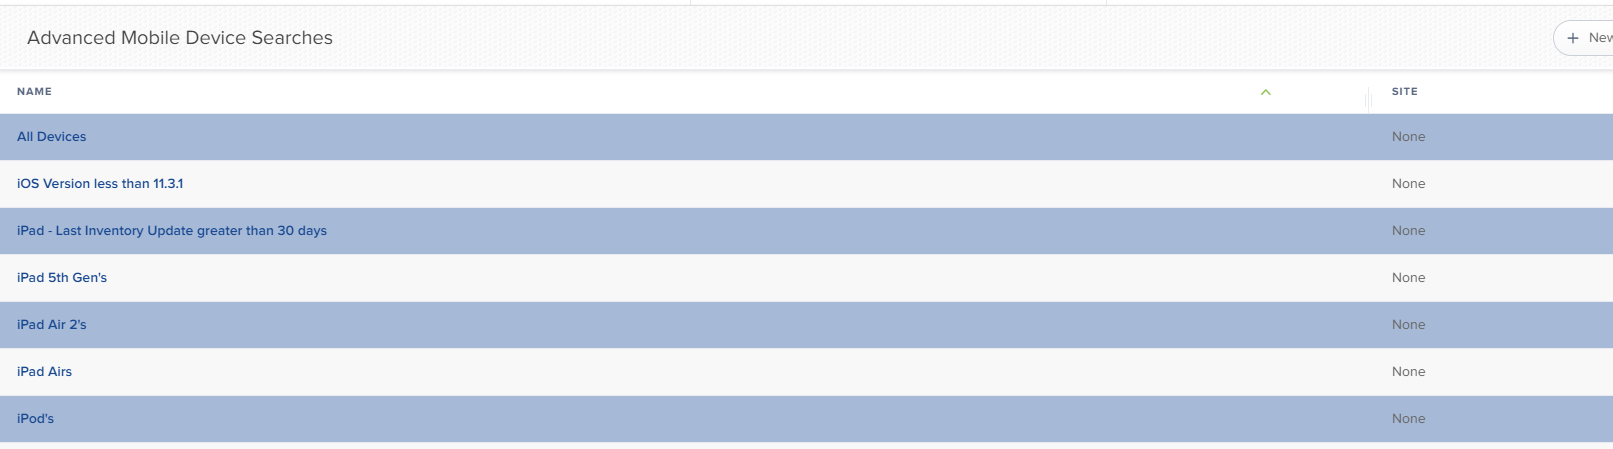 Advanced Mobile Device Searches
+ New
NAME SITE
All Devices None
iOS Version less than 11.3.1 None
iPad - Last Inventory Update greater than 30 days None
iPad 5th Gen's None
iPad Air 2's None
iPad Airs None
iPod's None